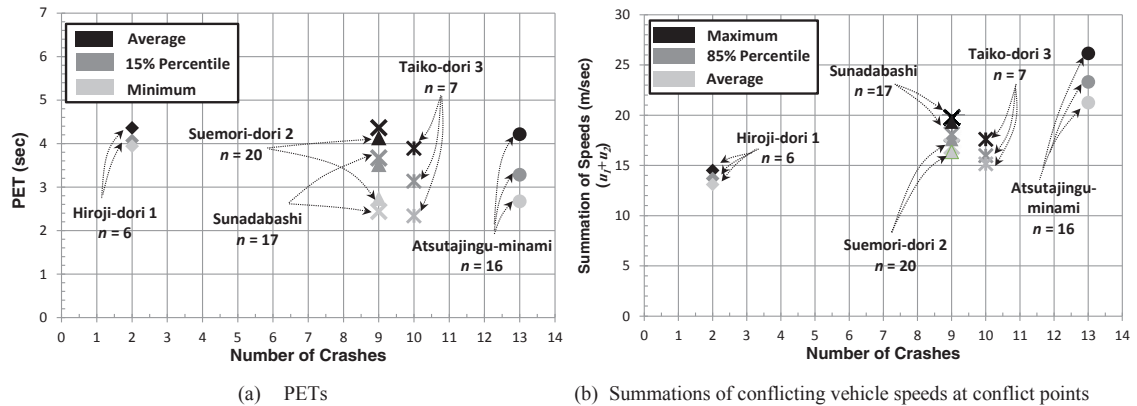 7
6
5
4
3
2
1
0
PET (sec)
Average
15% Percentile
Minimum
Taiko-dori 3
n = 7
Suemori-dori 2
n = 20
Hiroji-dori 1
n = 6
Sunadabashi
n = 17
Atsutajingu-minami
n = 16
0 1 2 3 4 5 6 7 8 9 10 11 12 13 14
Number of Crashes
(a) PETs
30
25
20
15
10
5
0
Summation of Speeds (m/sec)
(u1+u2)
Maximum
85% Percentile
Average
Sunadabashi
n =17
Taiko-dori 3
n = 7
Hiroji-dori 1
n = 6
Suemori-dori 2
n = 20
Atsutajingu-
minami
n = 16
0 1 2 3 4 5 6 7 8 9 10 11 12 13 14
Number of Crashes
(b) Summations of conflicting vehicle speeds at conflict points